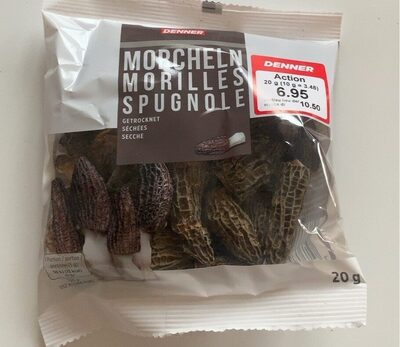 DENNER
MORCHELN
MORILLES
SPUGNOLE
GETROCKNET
SÉCHÉES
SECCHE
DENNER
Action
20 g (10 g = 3.48)
6.95
10.50
20 g